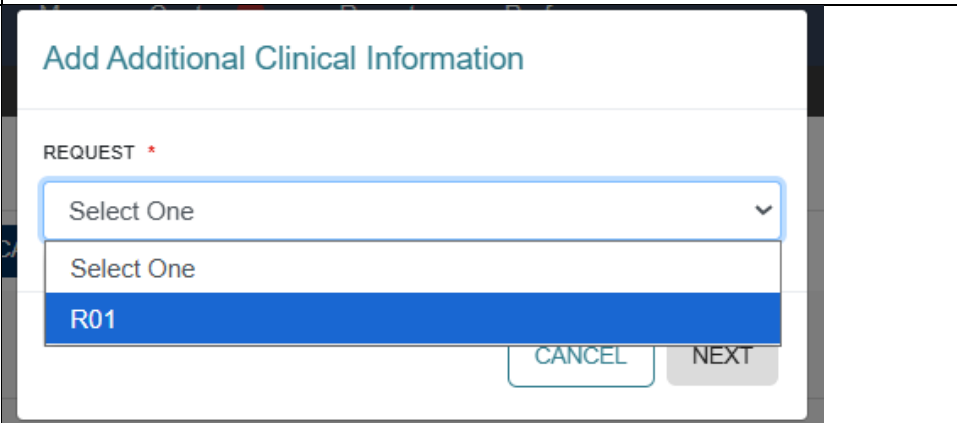 Add Additional Clinical Information
REQUEST *
Select One
Select One
R01
CANCEL NEXT